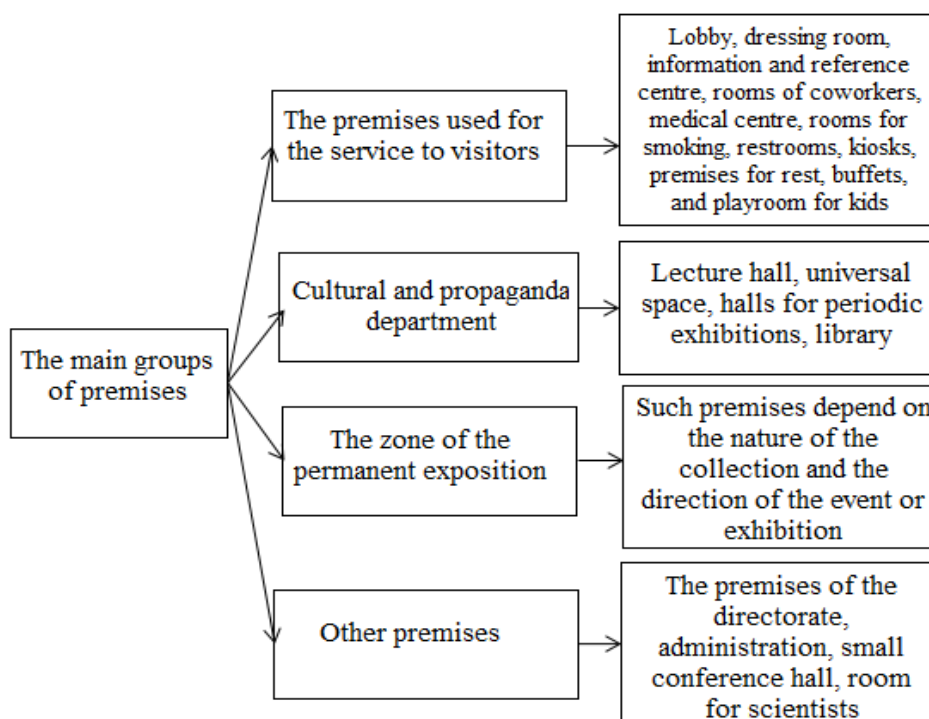 The main groups
of premises
The premises used for
the service to visitors
Lobby, dressing room,
information and reference
centre, rooms of coworkers,
medical centre, rooms for
smoking, restrooms, kiosks,
premises for rest, buffets,
and playroom for kids
Cultural and propaganda
department
Lecture hall, universal
space, halls for periodic
exhibitions, library
The zone of the
permanent exposition
Such premises depend on
the nature of the
collection and the
direction of the event or
exhibition
Other premises
The premises of the
directorate,
administration, small
conference hall, room
for scientists